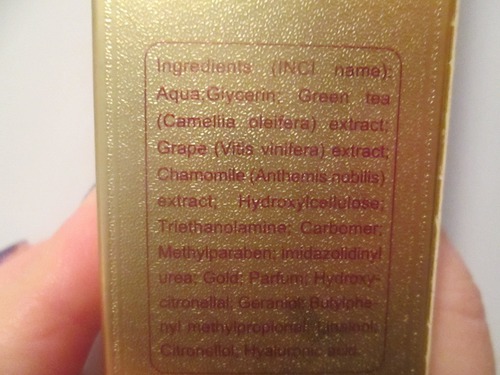 Ingredients (INCI name):
Aqua;Glycerin; Green tea
(Camellia oleifera) extract;
Grape (Vitis vinifera) extract;
Chamomile (Anthemis nobilis)
extract; Hydroxylcellulose;
Triethanolamine; Carbomer;
Methylparaben; Imidazolidinyl
urea; Gold; Parfum; Hydroxy-
citronellal; Geraniol; Butylphe-
nyl methylpropional; Linalool;
Citronellol; Hyaluronic acid.